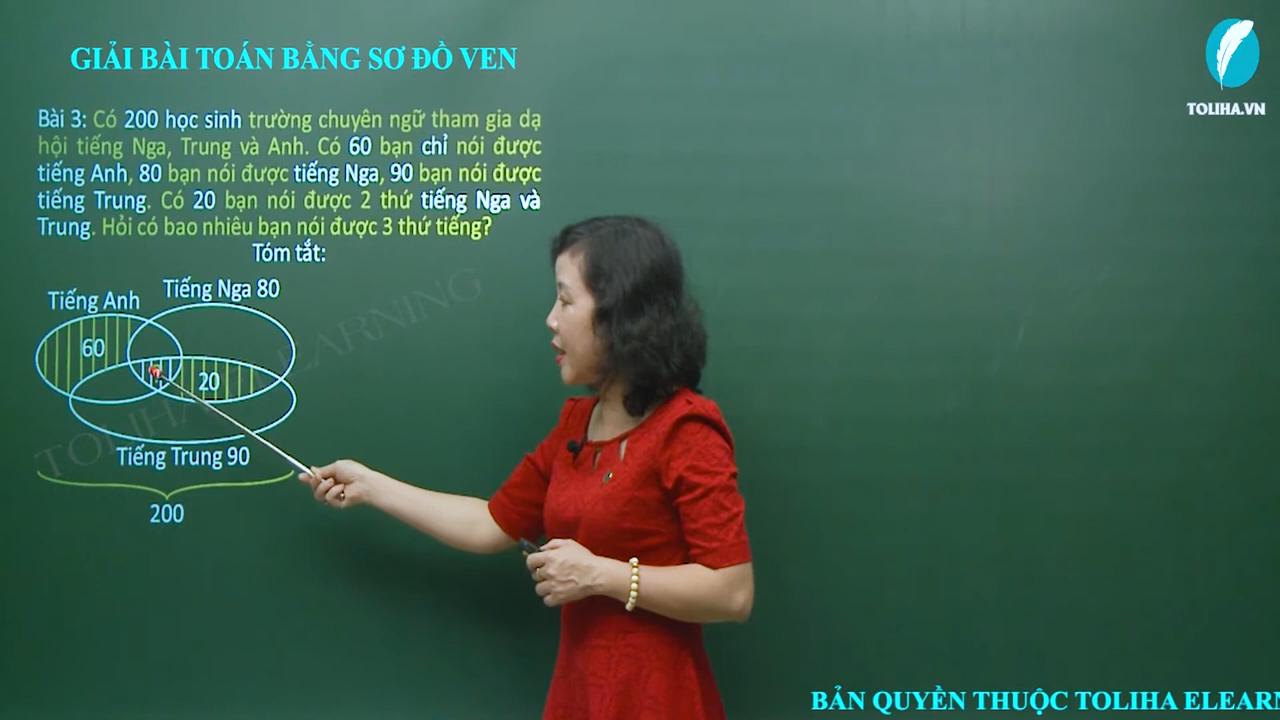 GIẢI BÀI TOÁN BẰNG SƠ ĐỒ VEN
TOLIHA.VN
Bài 3: Có 200 học sinh trường chuyên ngữ tham gia dạ
hội tiếng Nga, Trung và Anh. Có 60 bạn chỉ nói được
tiếng Anh, 80 bạn nói được tiếng Nga, 90 bạn nói được
tiếng Trung. Có 20 bạn nói được 2 thứ tiếng Nga và
Trung. Hỏi có bao nhiêu bạn nói được 3 thứ tiếng?
Tóm tắt:
Tiếng Nga 80
Tiếng Anh
60
20
Tiếng Trung 90
200
TOLIHA ELEARNING
BẢN QUYỀN THUỘC TOLIHA ELEARN